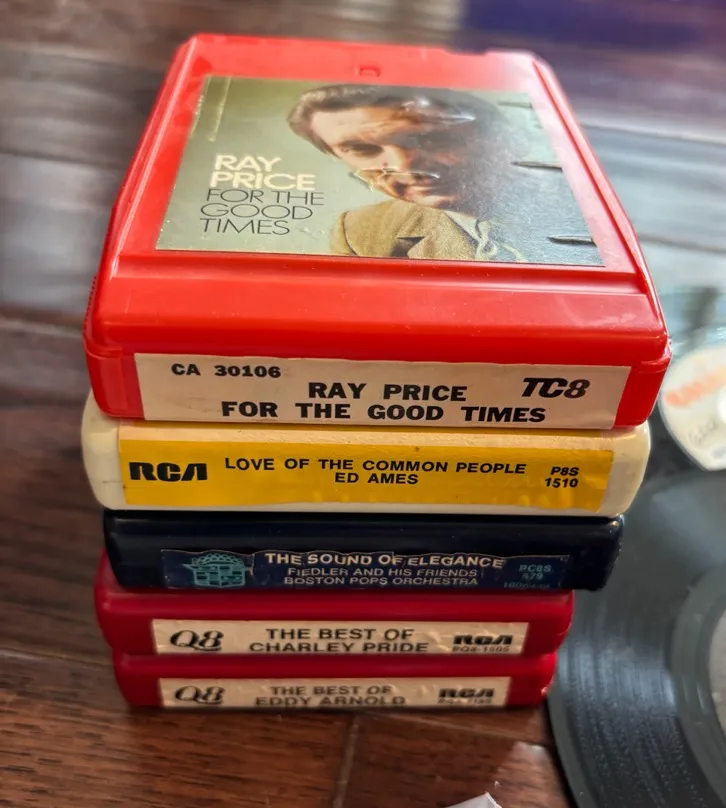 RAY
PRICE
FOR THE
GOOD
TIMES
CA 30106
RAY PRICE
TC8
FOR THE GOOD TIMES
RCA
LOVE OF THE COMMON PEOPLE
ED AMES
P8S
1510
THE SOUND OF ELEGANCE
FIEDLER AND HIS FRIENDS
BOSTON POPS ORCHESTRA
PC8S
879
Q8
THE BEST OF
CHARLEY PRIDE
RCA
Q8
THE BEST OF
EDDY ARNOLD
RCA